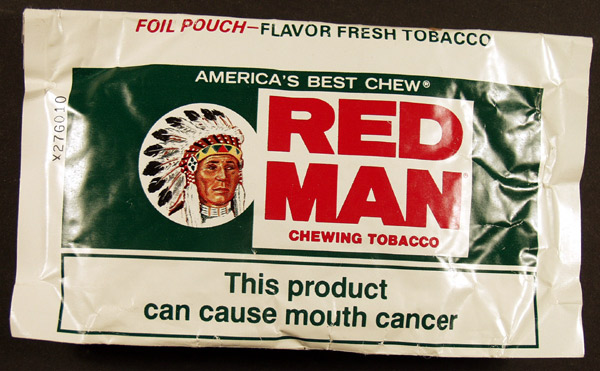 FOIL POUCH—FLAVOR FRESH TOBACCO
AMERICA'S BEST CHEW®
RED
MAN
CHEWING TOBACCO
X27G010
This product
can cause mouth cancer